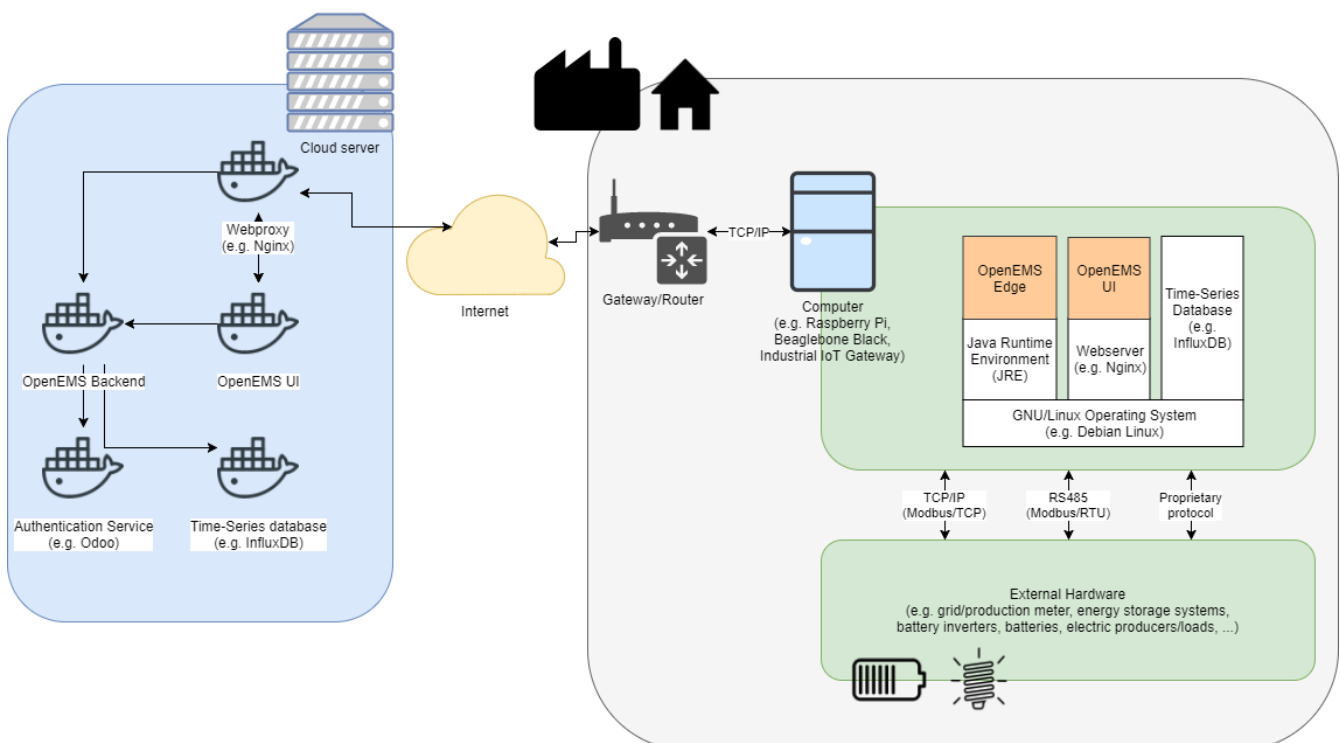 Cloud server
Webproxy
(e.g. Nginx)
OpenEMS Backend
OpenEMS UI
Authentication Service
(e.g. Odoo)
Time-Series database
(e.g. InfluxDB)
Internet
Gateway/Router
TCP/IP
Computer
(e.g. Raspberry Pi,
Beaglebone Black,
Industrial IoT Gateway)
OpenEMS
Edge
OpenEMS
UI
Time-Series
Database
(e.g.
InfluxDB)
Java Runtime
Environment
(JRE)
Webserver
(e.g. Nginx)
GNU/Linux Operating System
(e.g. Debian Linux)
TCP/IP
(Modbus/TCP)
RS485
(Modbus/RTU)
Proprietary
protocol
External Hardware
(e.g. grid/production meter, energy storage systems,
battery inverters, batteries, electric producers/loads, ...)